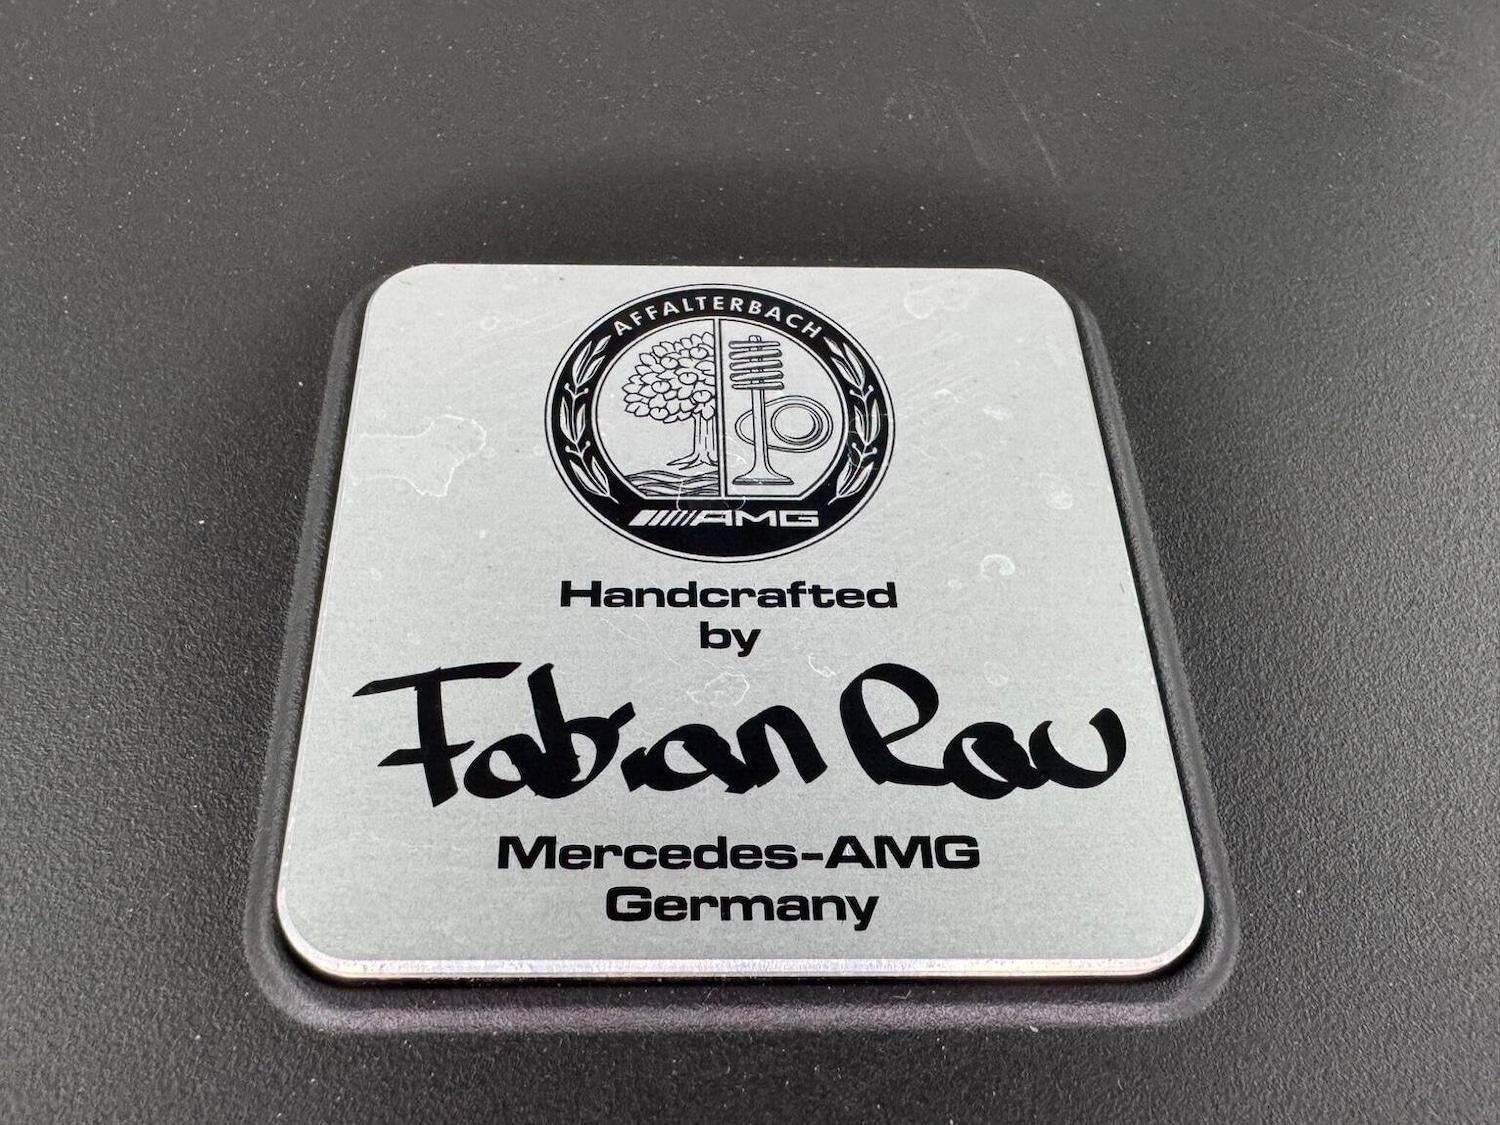 AFFALTERBACH
AMG
Handcrafted
by
Fabian Rau
Mercedes-AMG
Germany